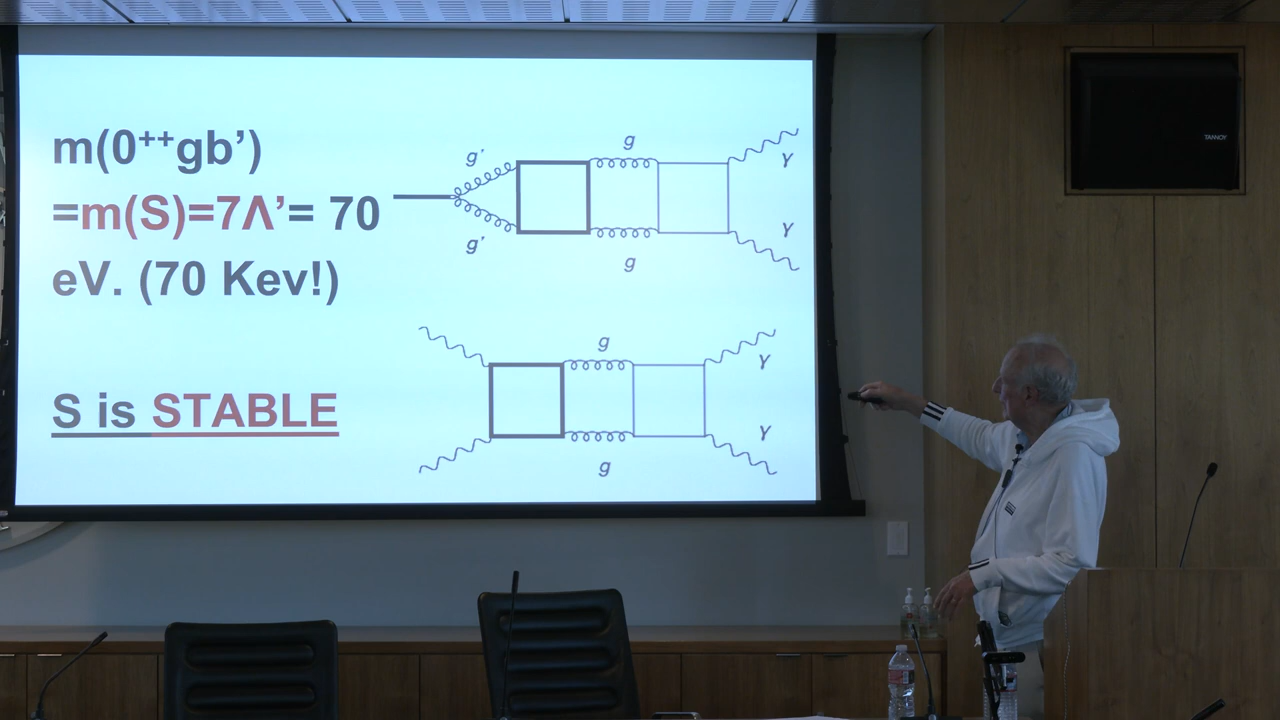 m(0⁺⁺gb’)
=m(S)=7Λ’= 70
eV. (70 Kev!)
S is STABLE
g’
g’
g
g
γ
γ
g
g
γ
γ
TANNOY